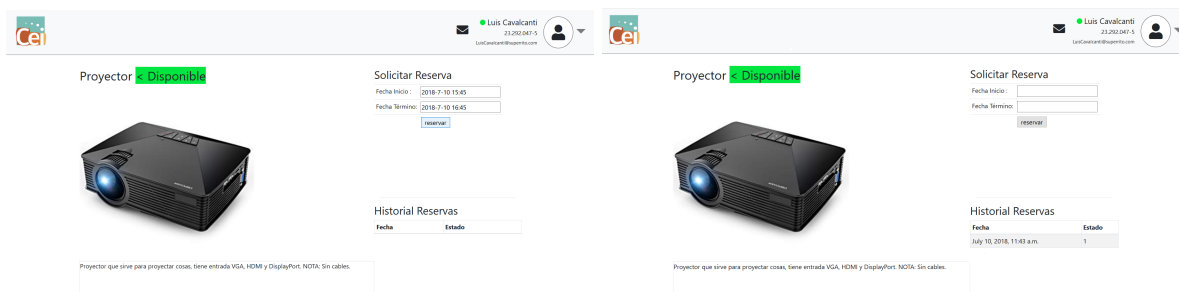 Cei
Luis Cavalcanti
23.292.047-5
LuisCavalcanti@superrito.com
Proyector < Disponible
Solicitar Reserva
Fecha Inicio : 2018-7-10 15:45
Fecha Término: 2018-7-10 16:45
reservar
Historial Reservas
Fecha Estado
Proyector que sirve para proyectar cosas, tiene entrada VGA, HDMI y DisplayPort. NOTA: Sin cables.
Cei
Luis Cavalcanti
23.292.047-5
LuisCavalcanti@superrito.com
Proyector < Disponible
Solicitar Reserva
Fecha Inicio :
Fecha Término:
reservar
Historial Reservas
Fecha Estado
July 10, 2018, 11:43 a.m. 1
Proyector que sirve para proyectar cosas, tiene entrada VGA, HDMI y DisplayPort. NOTA: Sin cables.